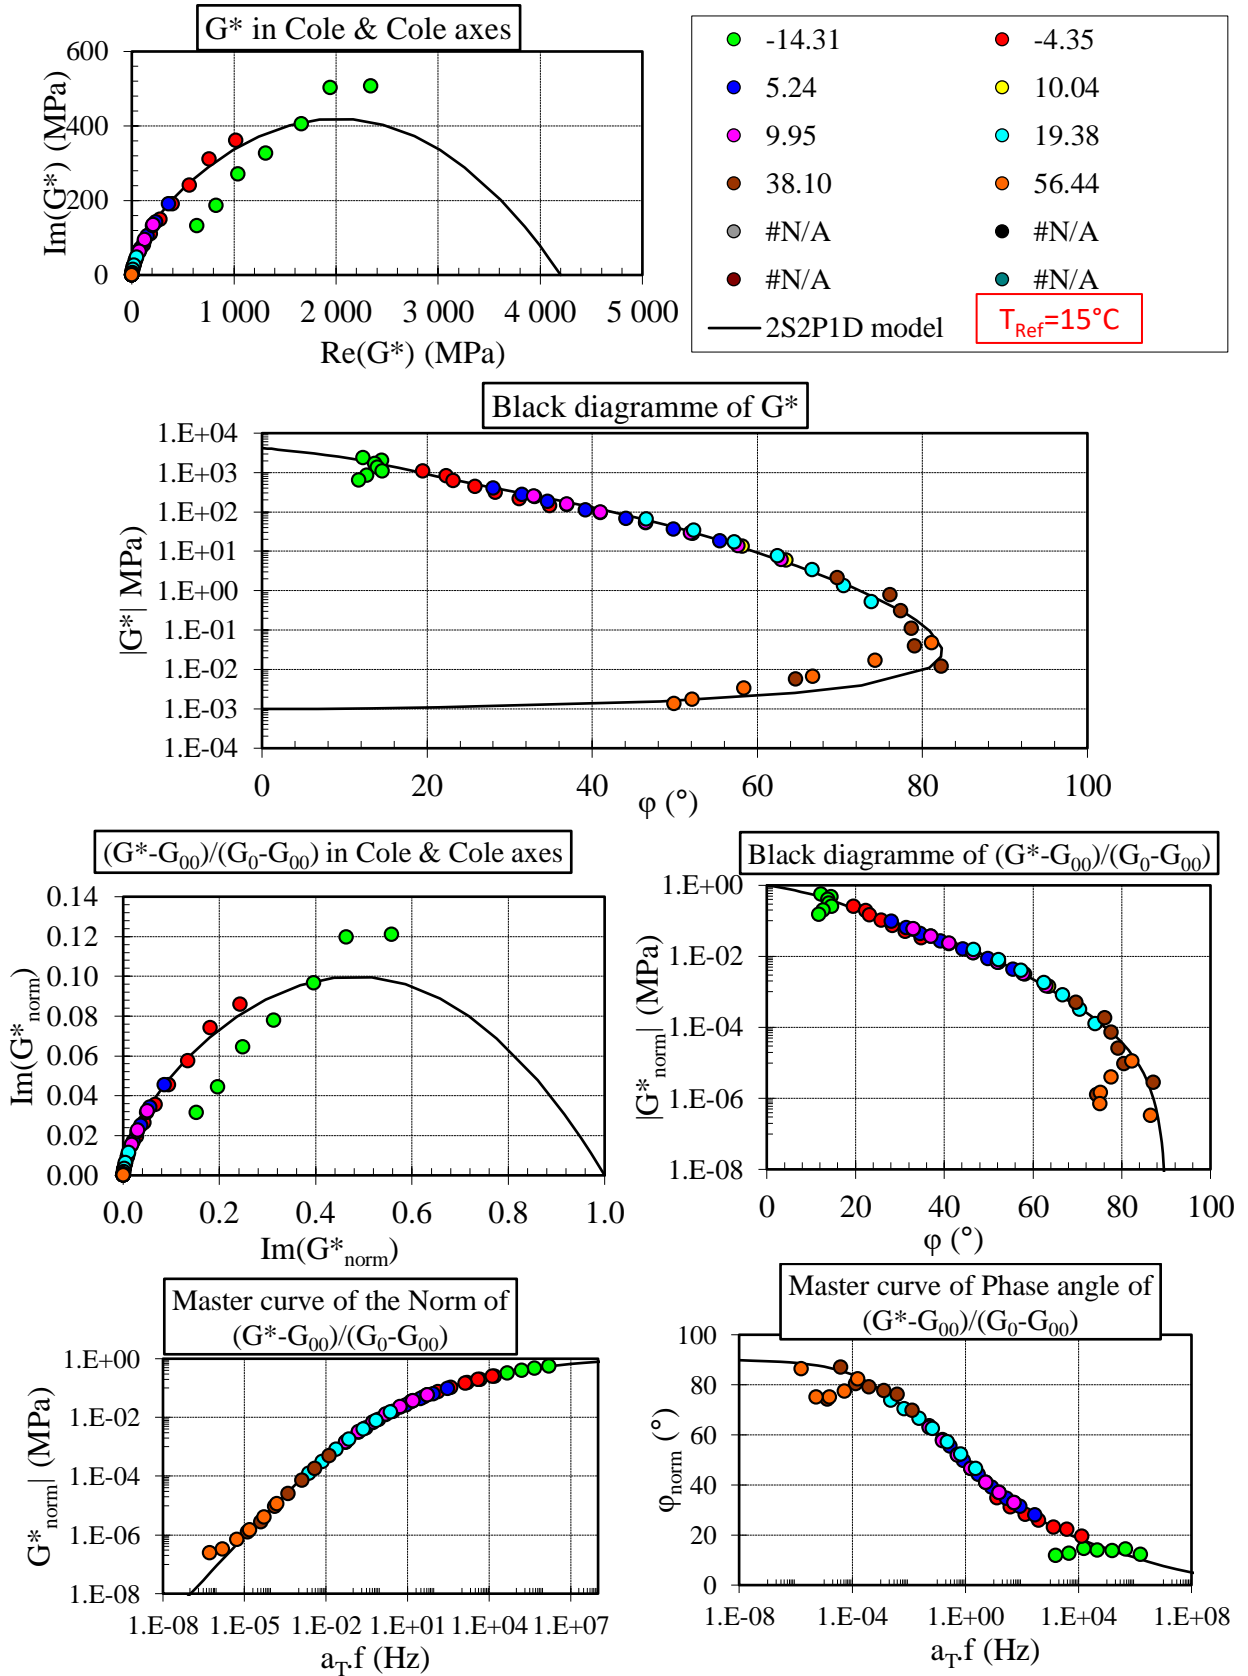 G* in Cole & Cole axes
600
400
200
0
Im(G*) (MPa)
0 1 000 2 000 3 000 4 000 5 000
Re(G*) (MPa)
-14.31 -4.35
5.24 10.04
9.95 19.38
38.10 56.44
#N/A #N/A
#N/A #N/A
2S2P1D model
T_Ref=15°C
Black diagramme of G*
1.E+04
1.E+03
1.E+02
1.E+01
1.E+00
1.E-01
1.E-02
1.E-03
1.E-04
|G*| MPa)
0 20 40 60 80 100
φ (°)
(G*-G00)/(G0-G00) in Cole & Cole axes
0.14
0.12
0.10
0.08
0.06
0.04
0.02
0.00
Im(G*norm)
0.0 0.2 0.4 0.6 0.8 1.0
Im(G*norm)
Black diagramme of (G*-G00)/(G0-G00)
1.E+00
1.E-02
1.E-04
1.E-06
1.E-08
|G*norm| (MPa)
0 20 40 60 80 100
φ (°)
Master curve of the Norm of
(G*-G00)/(G0-G00)
1.E+00
1.E-02
1.E-04
1.E-06
1.E-08
G*norm| (MPa)
1.E-08 1.E-05 1.E-02 1.E+01 1.E+04 1.E+07
aT.f (Hz)
Master curve of Phase angle of
(G*-G00)/(G0-G00)
100
80
60
40
20
0
φnorm (°)
1.E-08 1.E-04 1.E+00 1.E+04 1.E+08
aT.f (Hz)